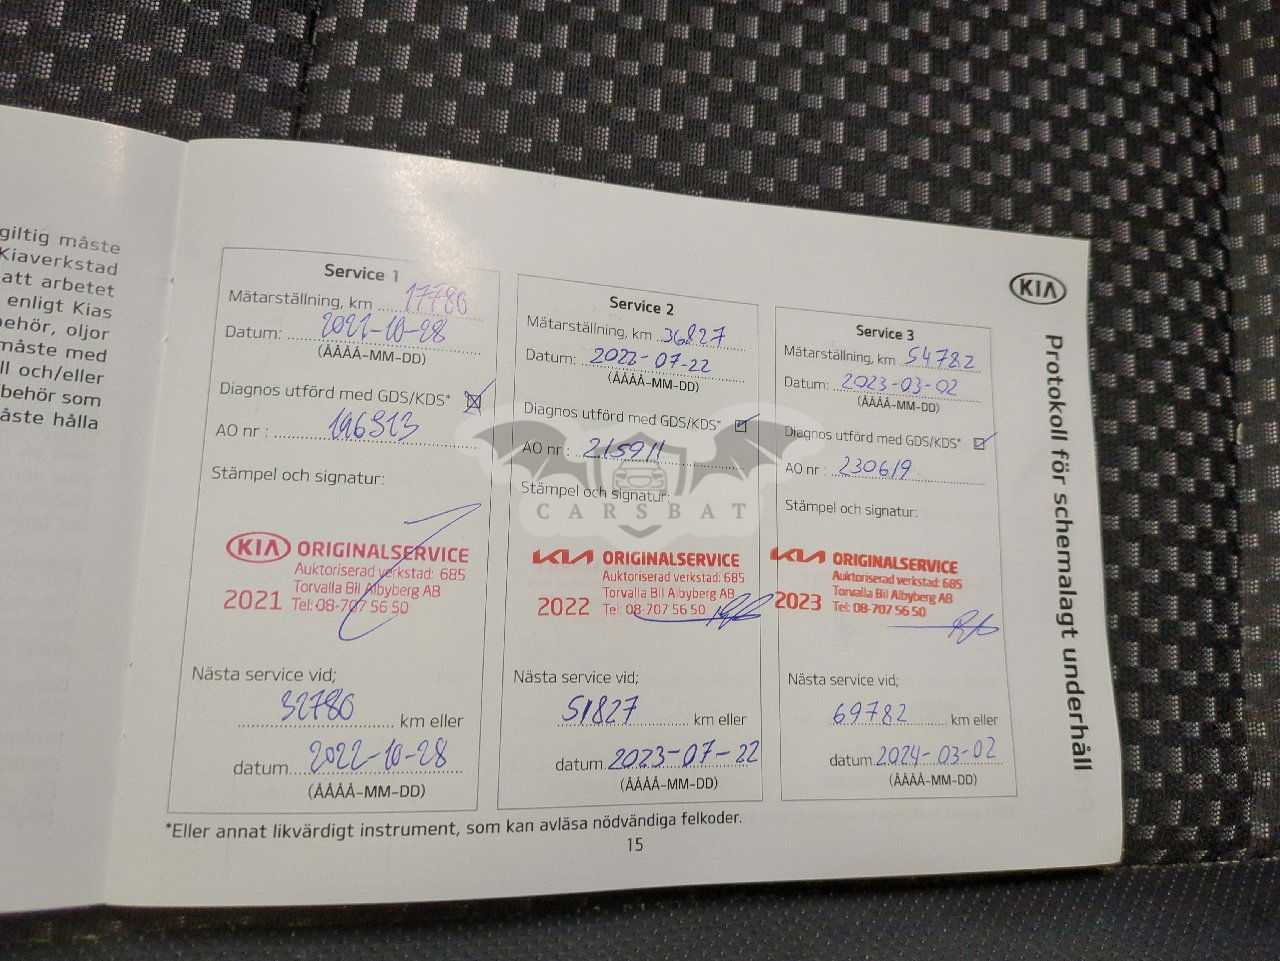 giltig måste
Kiaverkstad
att arbetet
enligt Kias
behör, oljor
måste med
ll och/eller
behör som
åste hålla
Service 1
Mätarställning, km 17780
Datum: 2021-10-28
(ÅÅÅÅ-MM-DD)
Diagnos utförd med GDS/KDS*
AO nr : 196313
Stämpel och signatur:
KIA ORIGINALSERVICE
Auktoriserad verkstad: 685
Torvalla Bil Albyberg AB
2021 Tel: 08-707 56 50
Nästa service vid;
32780 km eller
datum 2022-10-28
(ÅÅÅÅ-MM-DD)
Service 2
Mätarställning, km 36827
Datum: 2022-07-22
(ÅÅÅÅ-MM-DD)
Diagnos utförd med GDS/KDS*
AO nr : 215911
Stämpel och signatur:
KIA ORIGINALSERVICE
Auktoriserad verkstad: 685
Torvalla Bil Albyberg AB
2022 Tel: 08-707 56 50
Nästa service vid;
51827 km eller
datum 2023-07-22
(ÅÅÅÅ-MM-DD)
Service 3
Mätarställning, km 54782
Datum: 2023-03-02
(ÅÅÅÅ-MM-DD)
Diagnos utförd med GDS/KDS*
AO nr : 230619
Stämpel och signatur:
KIA ORIGINALSERVICE
Auktoriserad verkstad: 685
Torvalla Bil Albyberg AB
2023 Tel: 08-707 56 50
Nästa service vid;
69782 km eller
datum 2024-03-02
(ÅÅÅÅ-MM-DD)
KIA
Protokoll för schemalagt underhåll
*Eller annat likvärdigt instrument, som kan avläsa nödvändiga felkoder.
15
CARSBAT